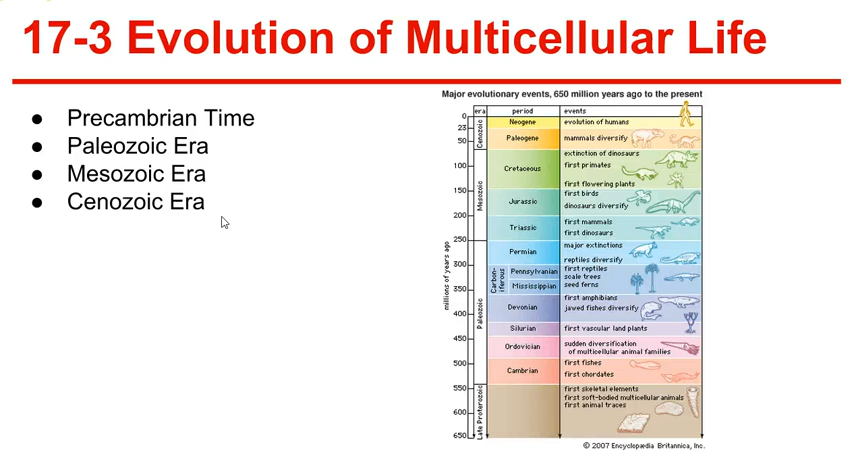 17-3 Evolution of Multicellular Life
● Precambrian Time
● Paleozoic Era
● Mesozoic Era
● Cenozoic Era
Major evolutionary events, 650 million years ago to the present
era period events
0
23
50
100
150
200
250
300
350
400
450
500
550
600
650
millions of years ago
Cenozoic
Neogene evolution of humans
Paleogene mammals diversify
Mesozoic
Cretaceous
extinction of dinosaurs
first primates
first flowering plants
Jurassic
first birds
dinosaurs diversify
Triassic
first mammals
first dinosaurs
Paleozoic
Permian
major extinctions
reptiles diversify
Carbon-
iferous
Pennsylvanian
Mississippian
first reptiles
scale trees
seed ferns
Devonian
first amphibians
jawed fishes diversify
Silurian first vascular land plants
Ordovician
sudden diversification
of multicellular animal families
Cambrian
first fishes
first chordates
Late Proterozoic
first skeletal elements
first soft-bodied multicellular animals
first animal traces
© 2007 Encyclopædia Britannica, Inc.